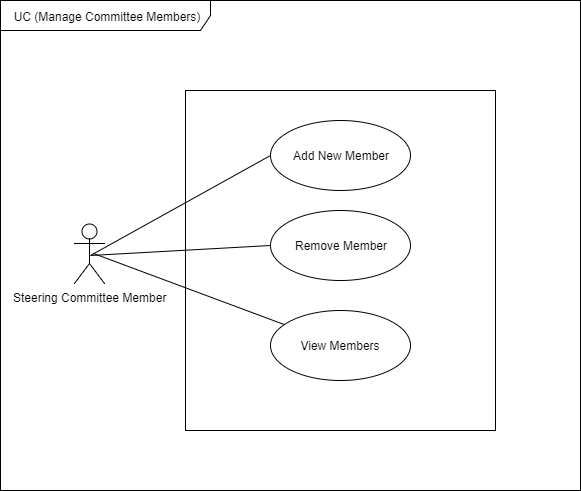 UC (Manage Committee Members)
Add New Member
Remove Member
Steering Committee Member
View Members